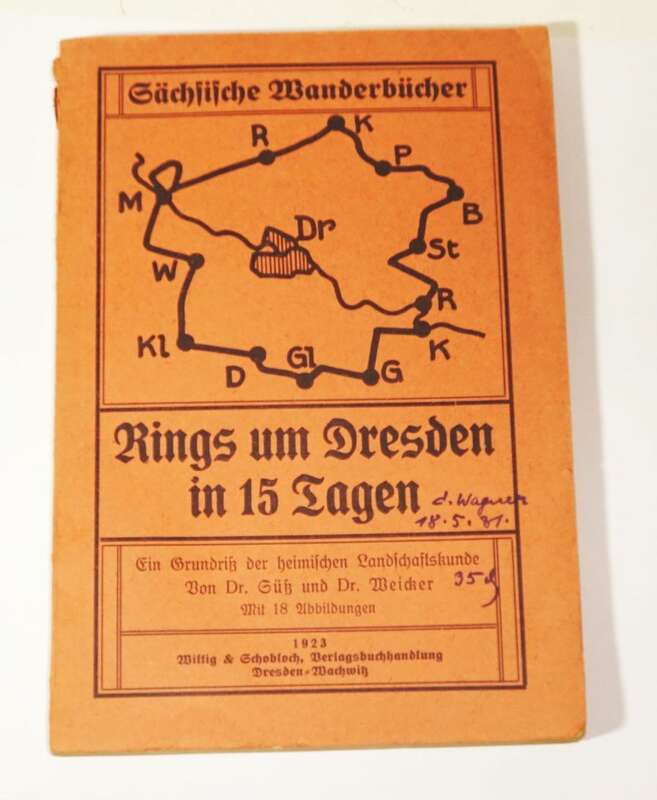 Sächsische Wanderbücher
K
R
P
M
B
Dr
St
W
R
Kl
K
Gl
D
G
Rings um Dresden
in 15 Tagen
d. Wagner
18.5.81.
Ein Grundriß der heimischen Landschaftskunde
Von Dr. Süß und Dr. Weicker
Mit 18 Abbildungen
1923
Wittig & Schobloch, Verlagsbuchhandlung
Dresden-Wachwitz